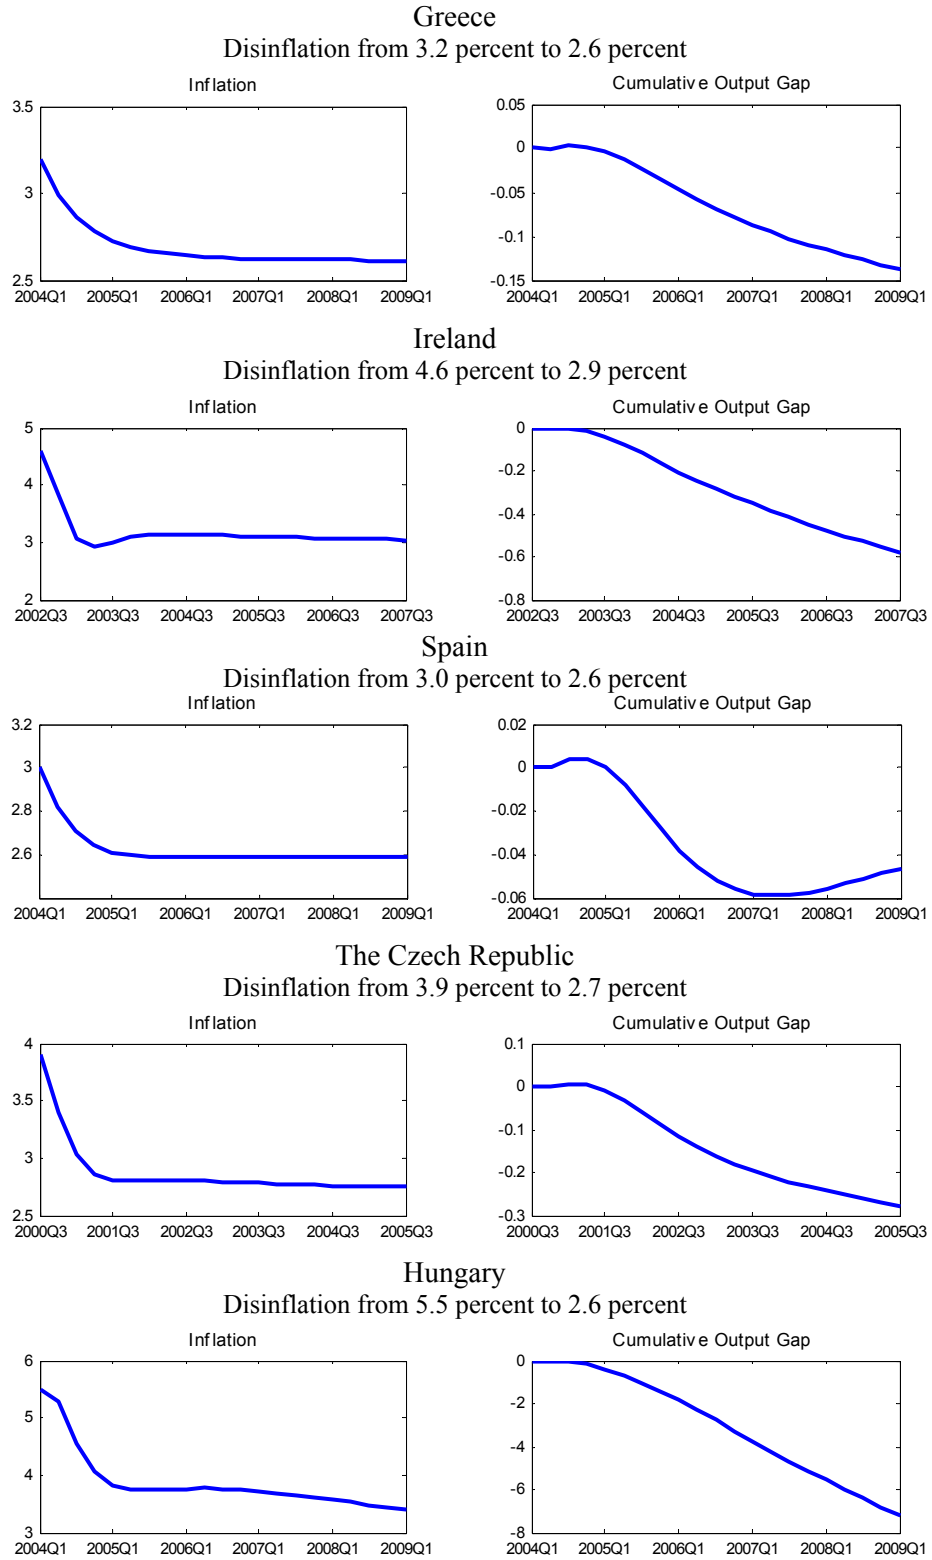 Greece
Disinflation from 3.2 percent to 2.6 percent
Inflation
3.5
3
2.5
2004Q1 2005Q1 2006Q1 2007Q1 2008Q1 2009Q1
Cumulative Output Gap
0.05
0
-0.05
-0.1
-0.15
2004Q1 2005Q1 2006Q1 2007Q1 2008Q1 2009Q1
Ireland
Disinflation from 4.6 percent to 2.9 percent
Inflation
5
4
3
2
2002Q3 2003Q3 2004Q3 2005Q3 2006Q3 2007Q3
Cumulative Output Gap
0
-0.2
-0.4
-0.6
-0.8
2002Q3 2003Q3 2004Q3 2005Q3 2006Q3 2007Q3
Spain
Disinflation from 3.0 percent to 2.6 percent
Inflation
3.2
3
2.8
2.6
2004Q1 2005Q1 2006Q1 2007Q1 2008Q1 2009Q1
Cumulative Output Gap
0.02
0
-0.02
-0.04
-0.06
2004Q1 2005Q1 2006Q1 2007Q1 2008Q1 2009Q1
The Czech Republic
Disinflation from 3.9 percent to 2.7 percent
Inflation
4
3.5
3
2.5
2000Q3 2001Q3 2002Q3 2003Q3 2004Q3 2005Q3
Cumulative Output Gap
0.1
0
-0.1
-0.2
-0.3
2000Q3 2001Q3 2002Q3 2003Q3 2004Q3 2005Q3
Hungary
Disinflation from 5.5 percent to 2.6 percent
Inflation
6
5
4
3
2004Q1 2005Q1 2006Q1 2007Q1 2008Q1 2009Q1
Cumulative Output Gap
0
-2
-4
-6
-8
2004Q1 2005Q1 2006Q1 2007Q1 2008Q1 2009Q1